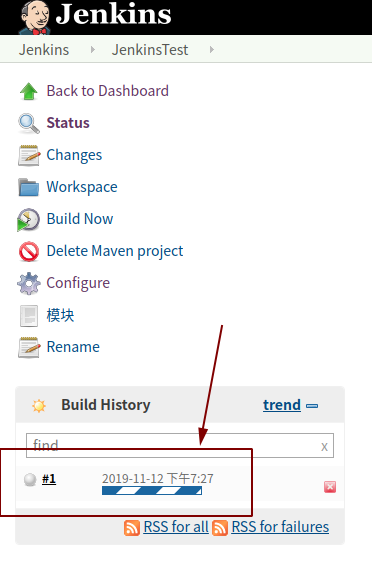 Jenkins
Jenkins JenkinsTest
Back to Dashboard
Status
Changes
Workspace
Build Now
Delete Maven project
Configure
模块
Rename
Build History trend
find x
#1 2019-11-12 下午7:27
RSS for all RSS for failures